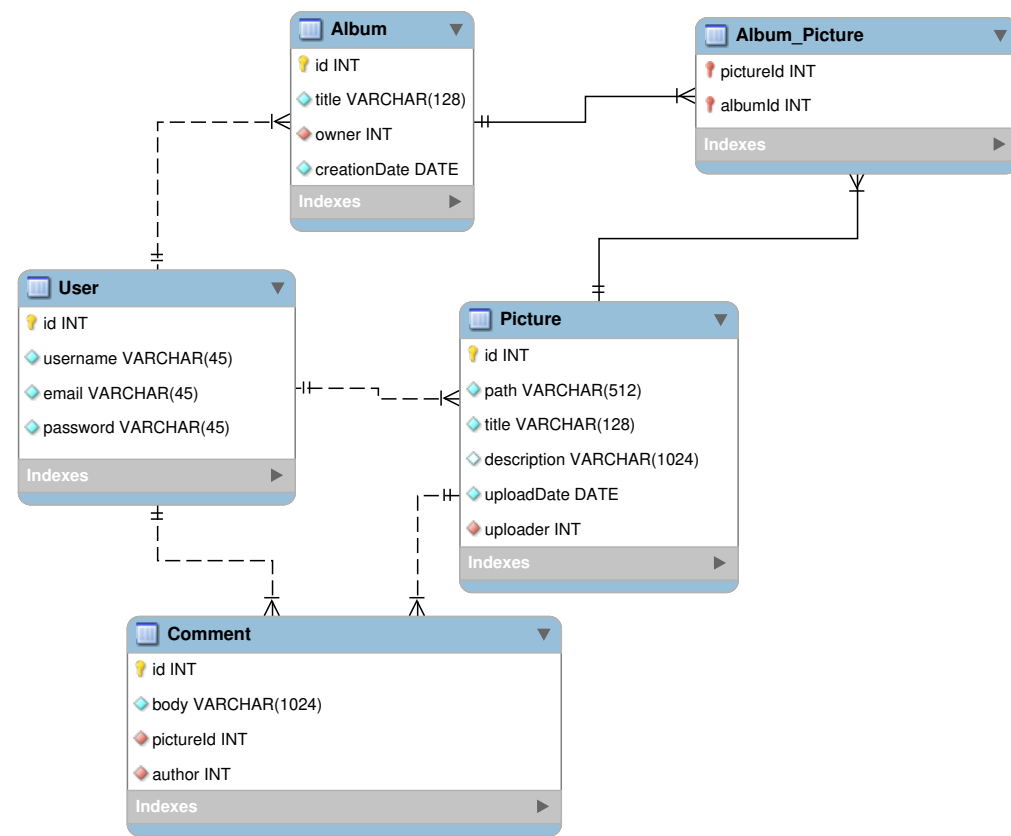 Album
id INT
title VARCHAR(128)
owner INT
creationDate DATE
Indexes
Album_Picture
pictureId INT
albumId INT
Indexes
User
id INT
username VARCHAR(45)
email VARCHAR(45)
password VARCHAR(45)
Indexes
Picture
id INT
path VARCHAR(512)
title VARCHAR(128)
description VARCHAR(1024)
uploadDate DATE
uploader INT
Indexes
Comment
id INT
body VARCHAR(1024)
pictureId INT
author INT
Indexes